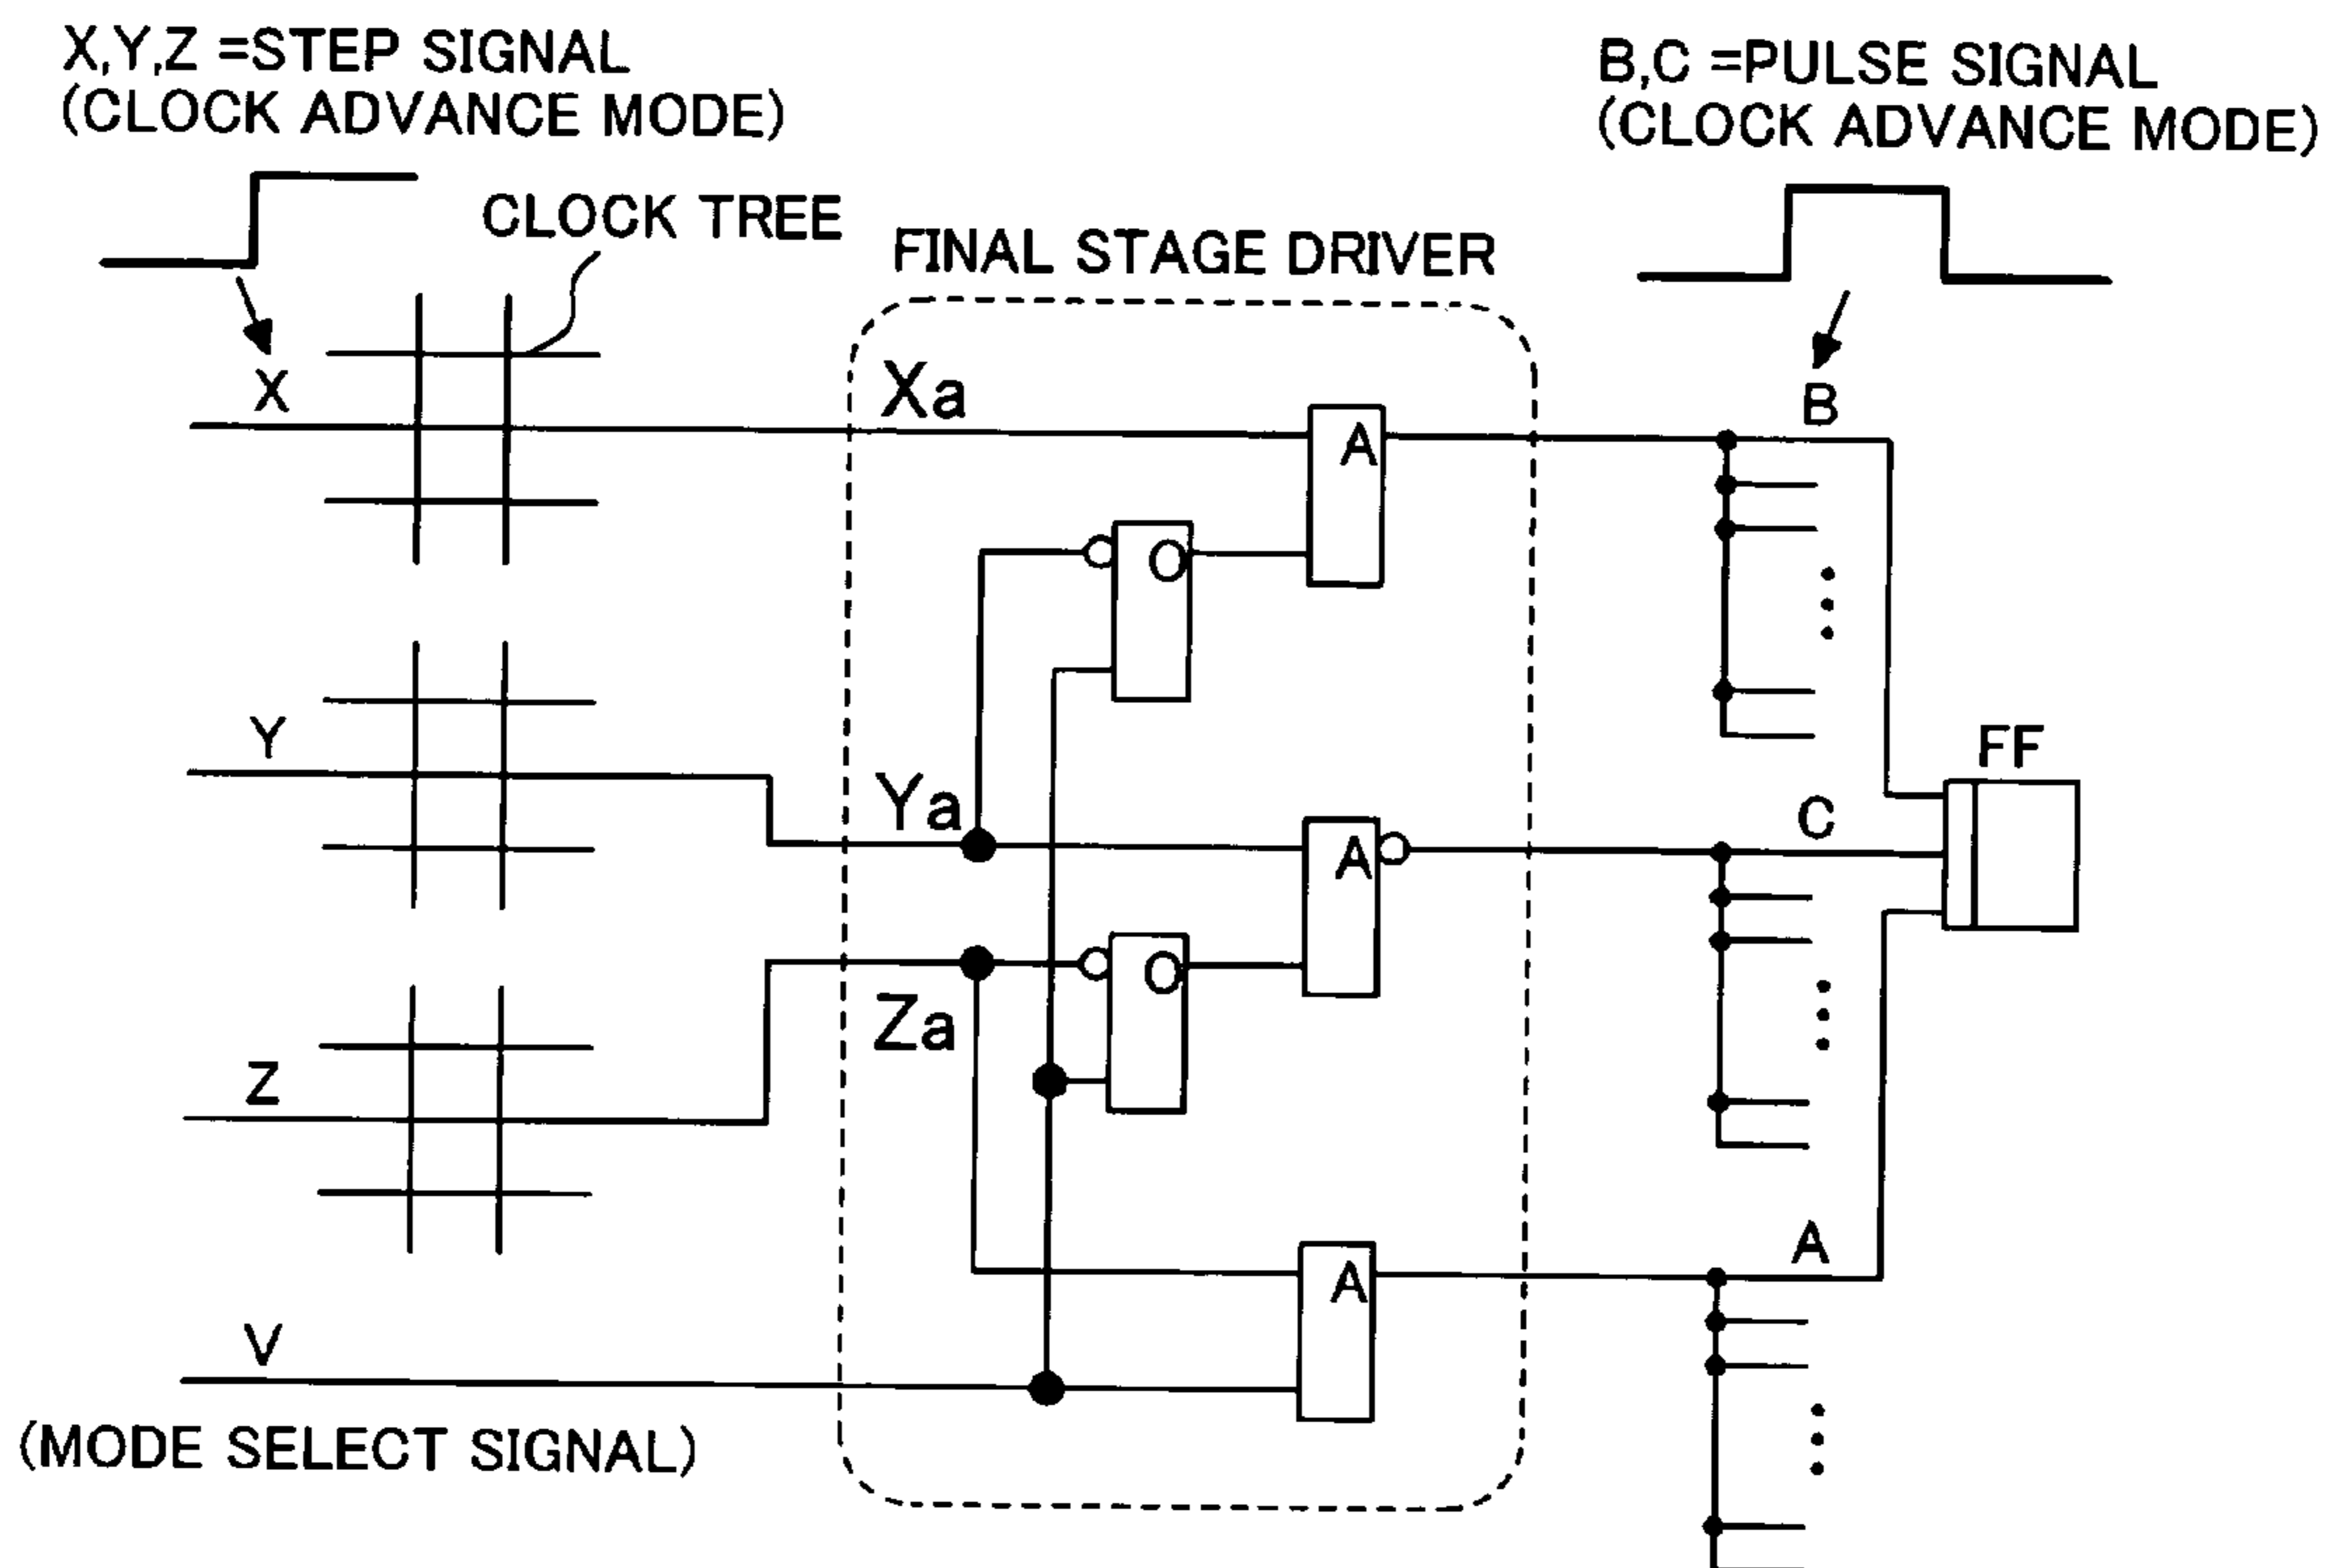 X,Y,Z =STEP SIGNAL
(CLOCK ADVANCE MODE)
B,C =PULSE SIGNAL
(CLOCK ADVANCE MODE)
CLOCK TREE
FINAL STAGE DRIVER
X
Xa
A
B
O
Y
Ya
A
C
FF
Za
O
Z
A
A
V
(MODE SELECT SIGNAL)